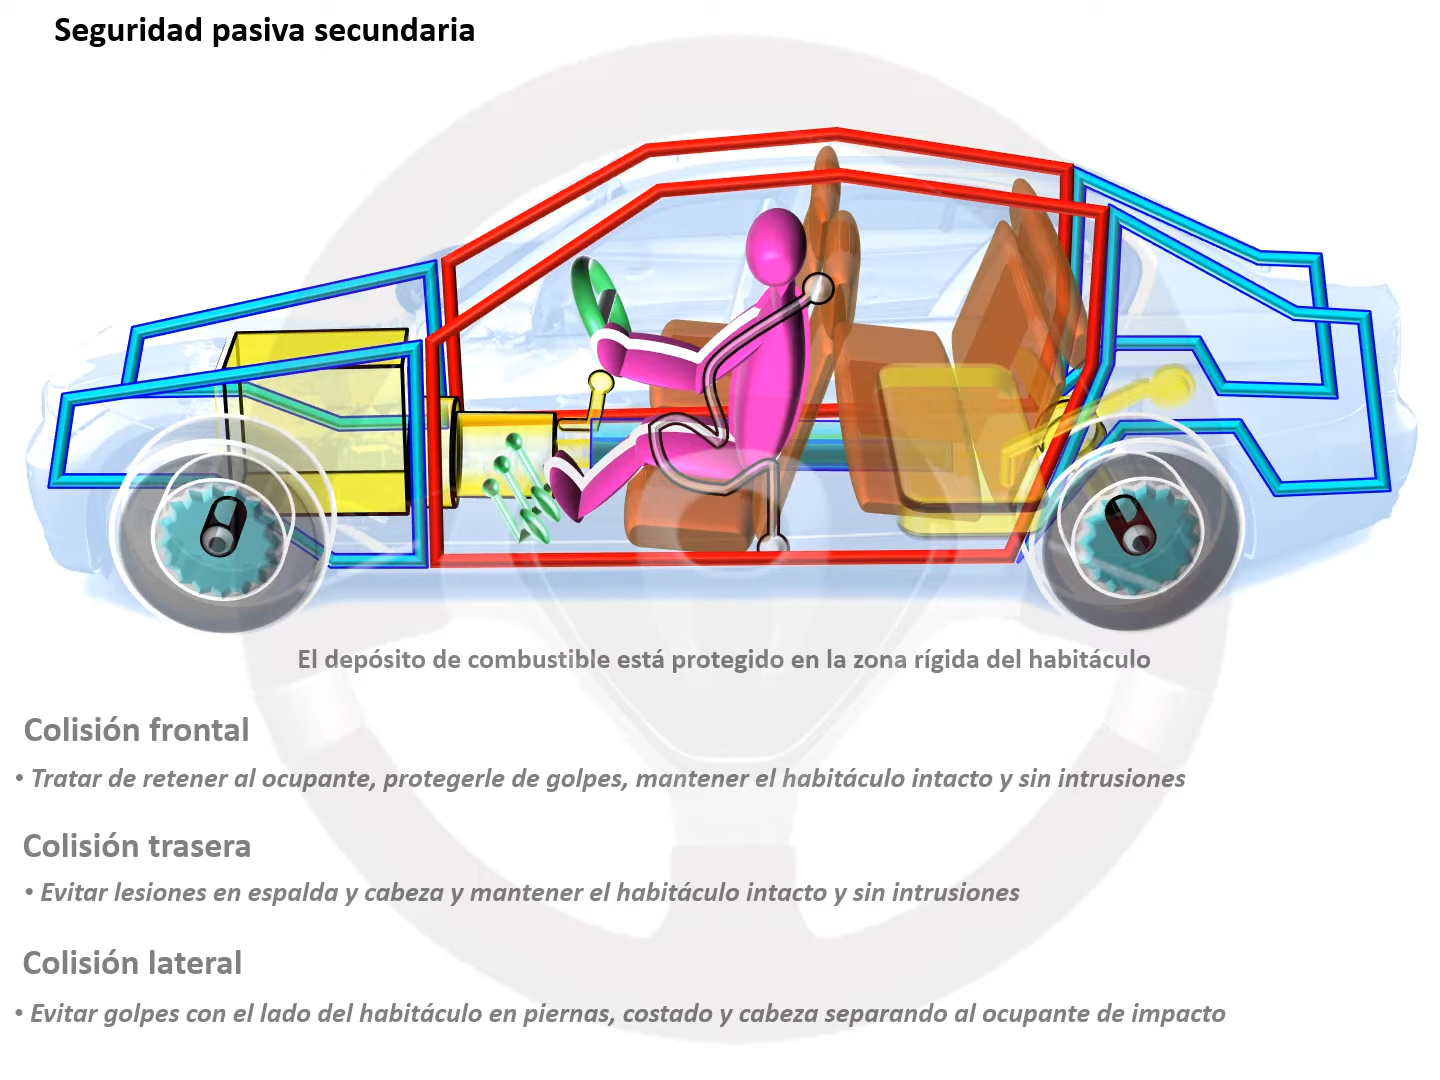 Seguridad pasiva secundaria
El depósito de combustible está protegido en la zona rígida del habitáculo
Colisión frontal
• Tratar de retener al ocupante, protegerle de golpes, mantener el habitáculo intacto y sin intrusiones
Colisión trasera
• Evitar lesiones en espalda y cabeza y mantener el habitáculo intacto y sin intrusiones
Colisión lateral
• Evitar golpes con el lado del habitáculo en piernas, costado y cabeza separando al ocupante de impacto